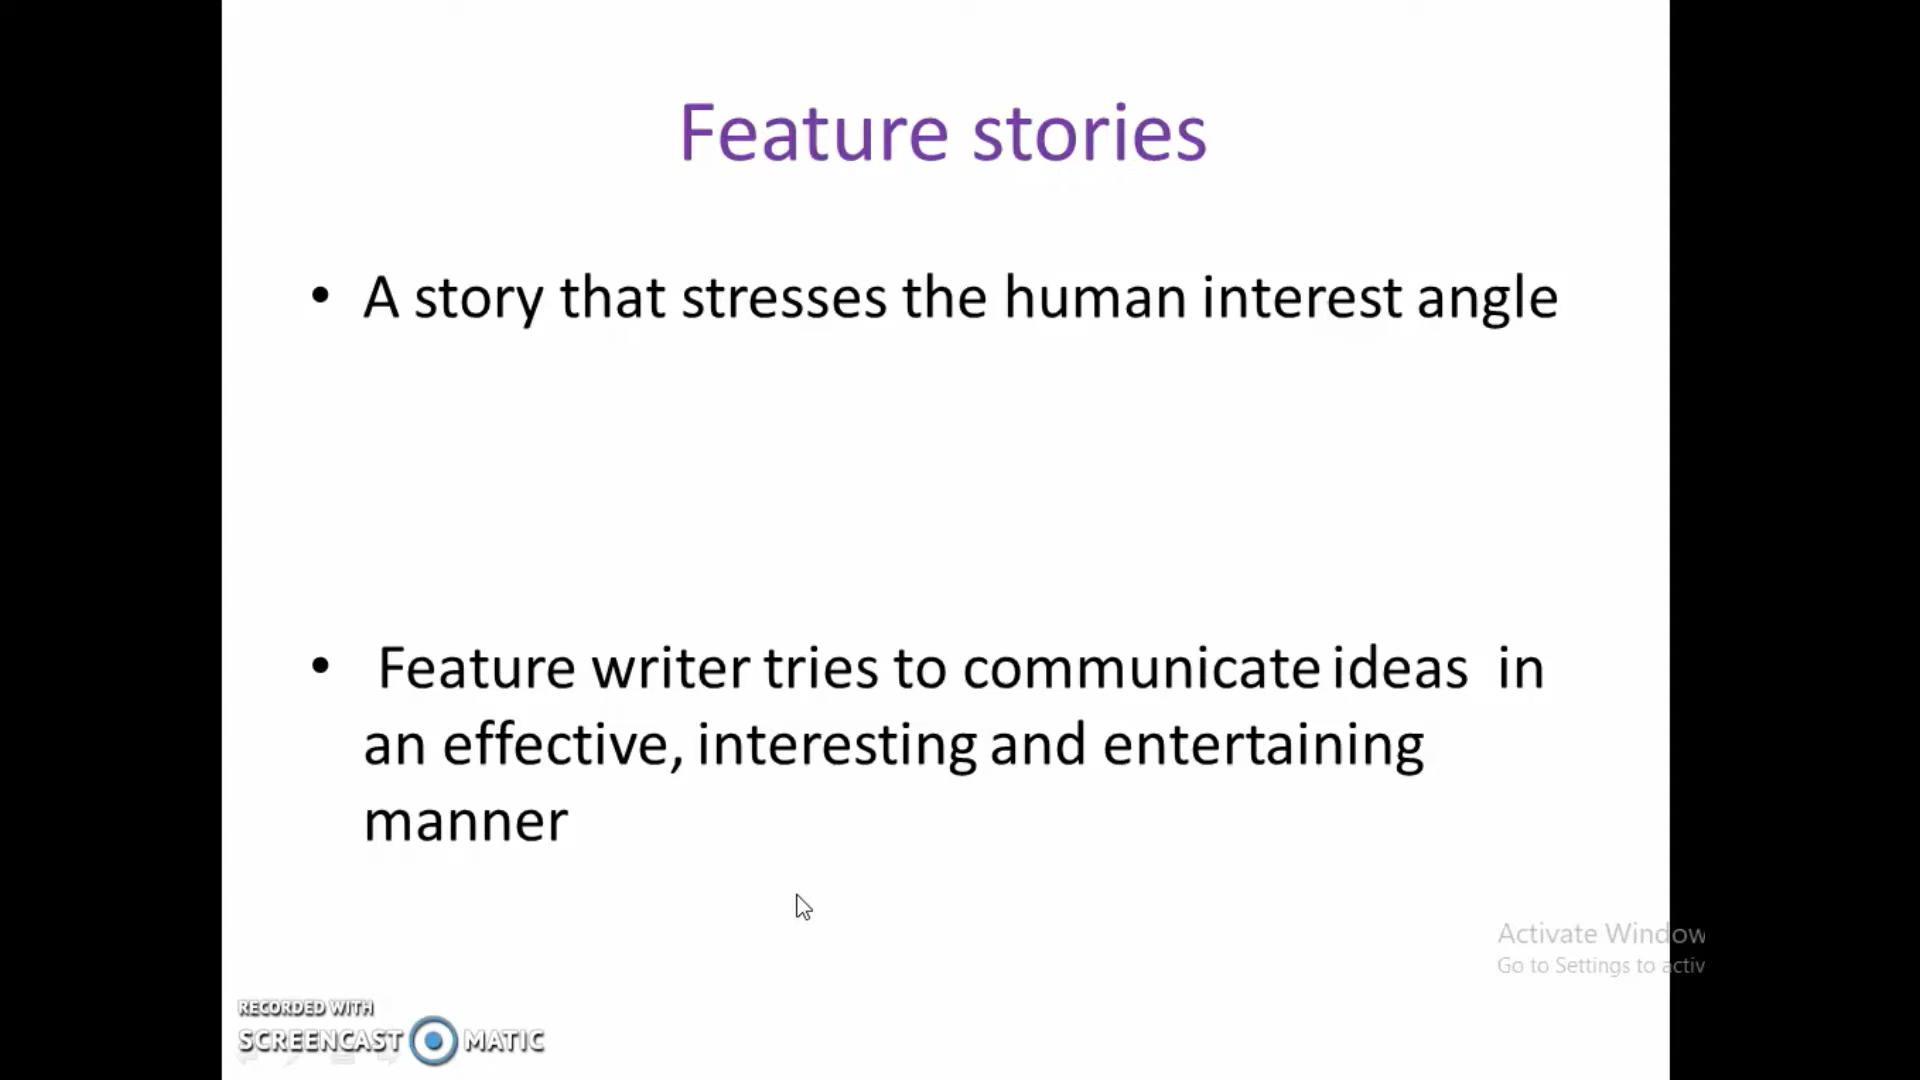 Feature stories
• A story that stresses the human interest angle
• Feature writer tries to communicate ideas in
an effective, interesting and entertaining
manner
Activate Window
Go to Settings to activ
RECORDED WITH
SCREENCAST MATIC